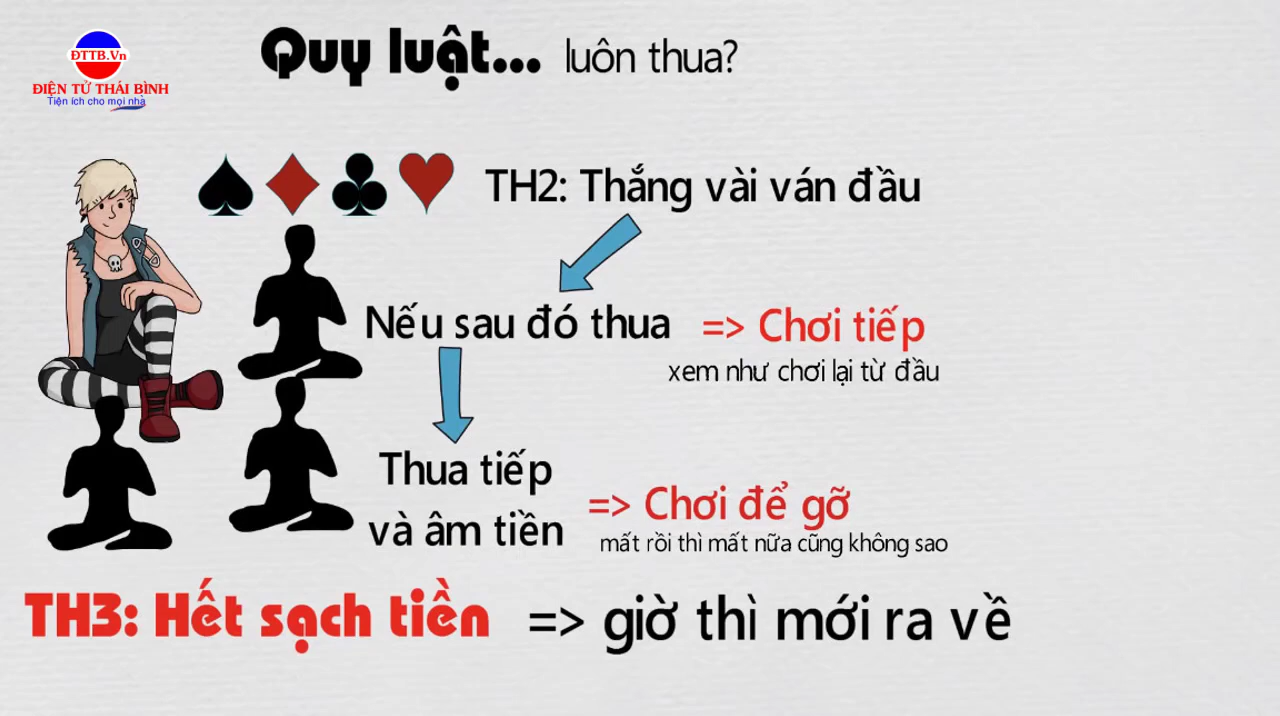 ĐTTB.Vn
ĐIỆN TỬ THÁI BÌNH
Tiện ích cho mọi nhà
Quy luật... luôn thua?
TH2: Thắng vài ván đầu
Nếu sau đó thua => Chơi tiếp
xem như chơi lại từ đầu
Thua tiếp
và âm tiền
=> Chơi để gỡ
mất rồi thì mất nữa cũng không sao
TH3: Hết sạch tiền => giờ thì mới ra về